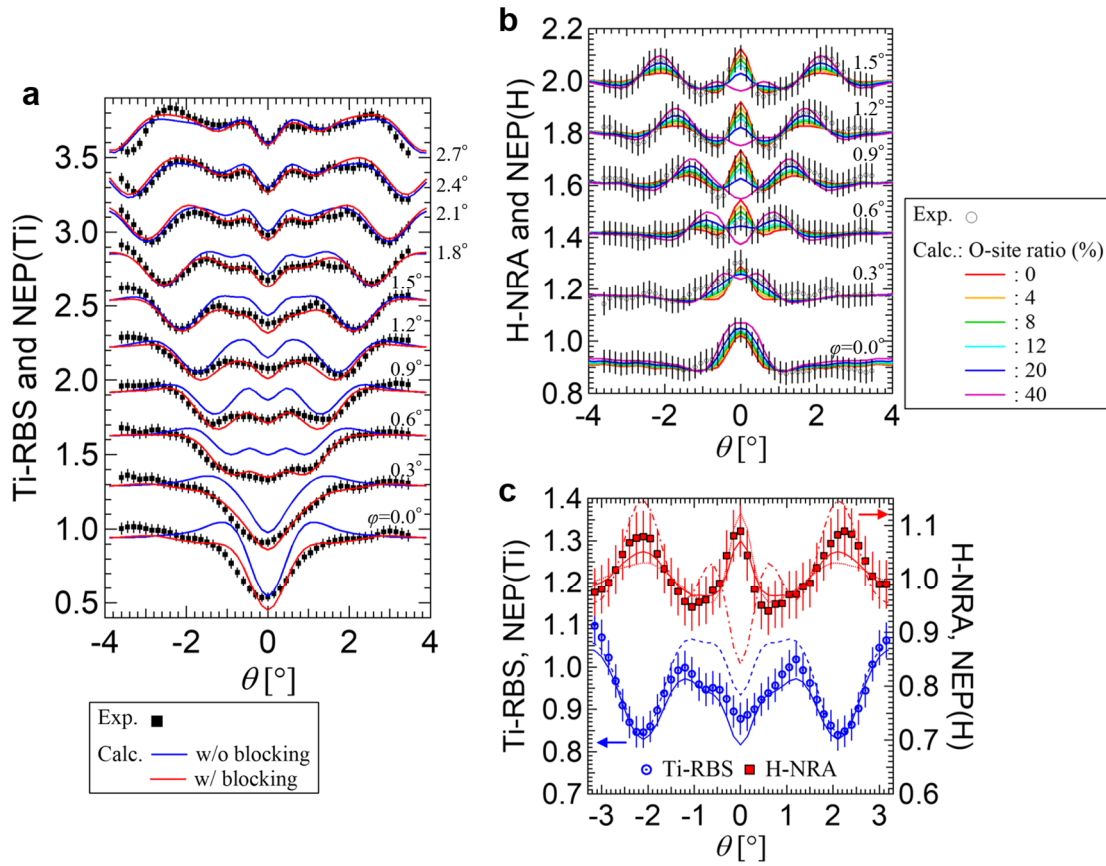 a
Ti-RBS and NEP(Ti)
3.5
3.0
2.5
2.0
1.5
1.0
0.5
2.7°
2.4°
2.1°
1.8°
1.5°
1.2°
0.9°
0.6°
0.3°
φ=0.0°
-4 -2 0 2 4
θ [°]
Exp.
Calc.
w/o blocking
w/ blocking
b
H-NRA and NEP(H)
2.2
2.0
1.8
1.6
1.4
1.2
1.0
0.8
1.5°
1.2°
0.9°
0.6°
0.3°
φ=0.0°
-4 -2 0 2 4
θ [°]
Exp.
Calc.: O-site ratio (%)
: 0
: 4
: 8
: 12
: 20
: 40
c
Ti-RBS, NEP(Ti)
1.4
1.3
1.2
1.1
1.0
0.9
0.8
0.7
Ti-RBS H-NRA
-3 -2 -1 0 1 2 3
θ [°]
1.1
1.0
0.9
0.8
0.7
0.6
H-NRA, NEP(H)